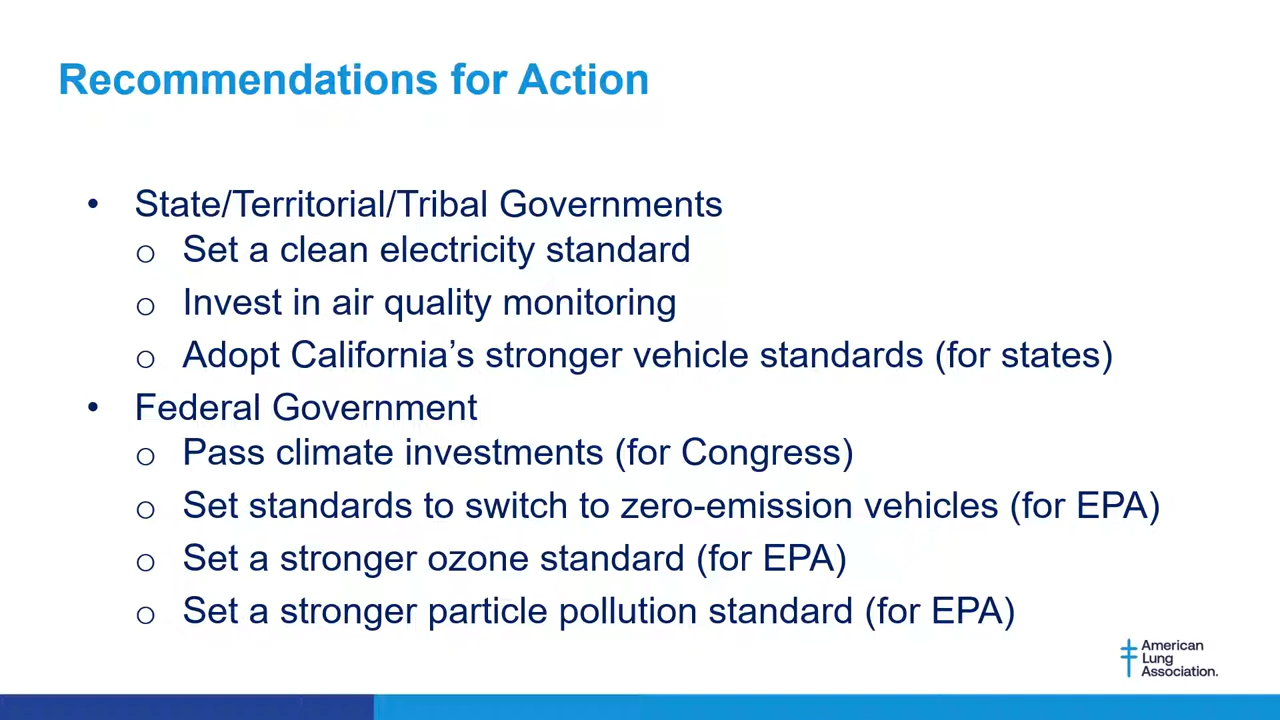 Recommendations for Action
• State/Territorial/Tribal Governments
o Set a clean electricity standard
o Invest in air quality monitoring
o Adopt California’s stronger vehicle standards (for states)
• Federal Government
o Pass climate investments (for Congress)
o Set standards to switch to zero-emission vehicles (for EPA)
o Set a stronger ozone standard (for EPA)
o Set a stronger particle pollution standard (for EPA)
American
Lung
Association.